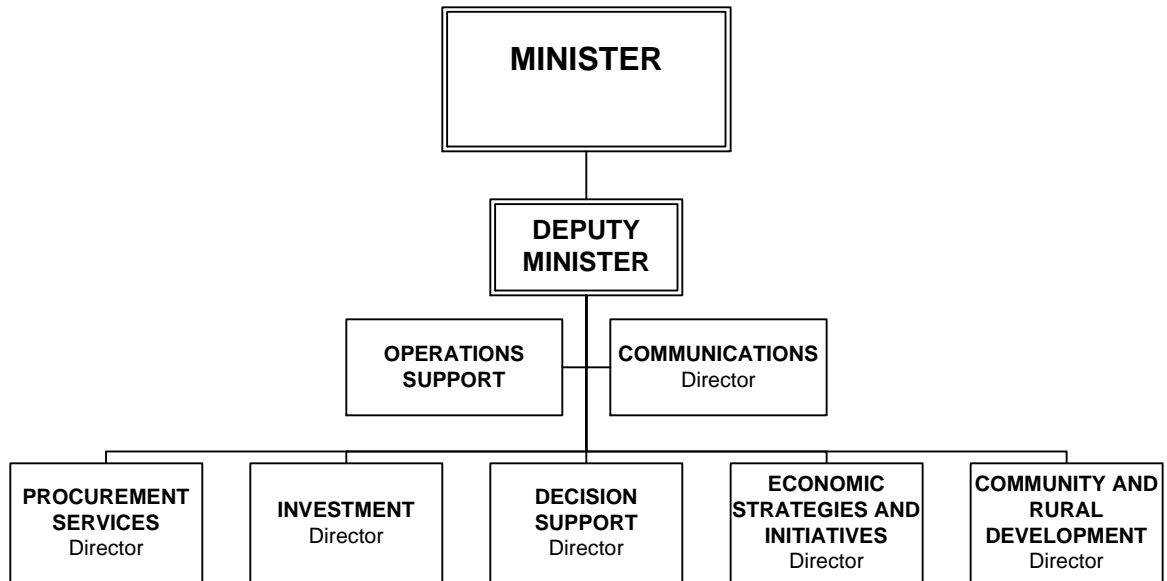 MINISTER
DEPUTY
MINISTER
OPERATIONS
SUPPORT
COMMUNICATIONS
Director
PROCUREMENT
SERVICES
Director
INVESTMENT
Director
DECISION
SUPPORT
Director
ECONOMIC
STRATEGIES AND
INITIATIVES
Director
COMMUNITY AND
RURAL
DEVELOPMENT
Director